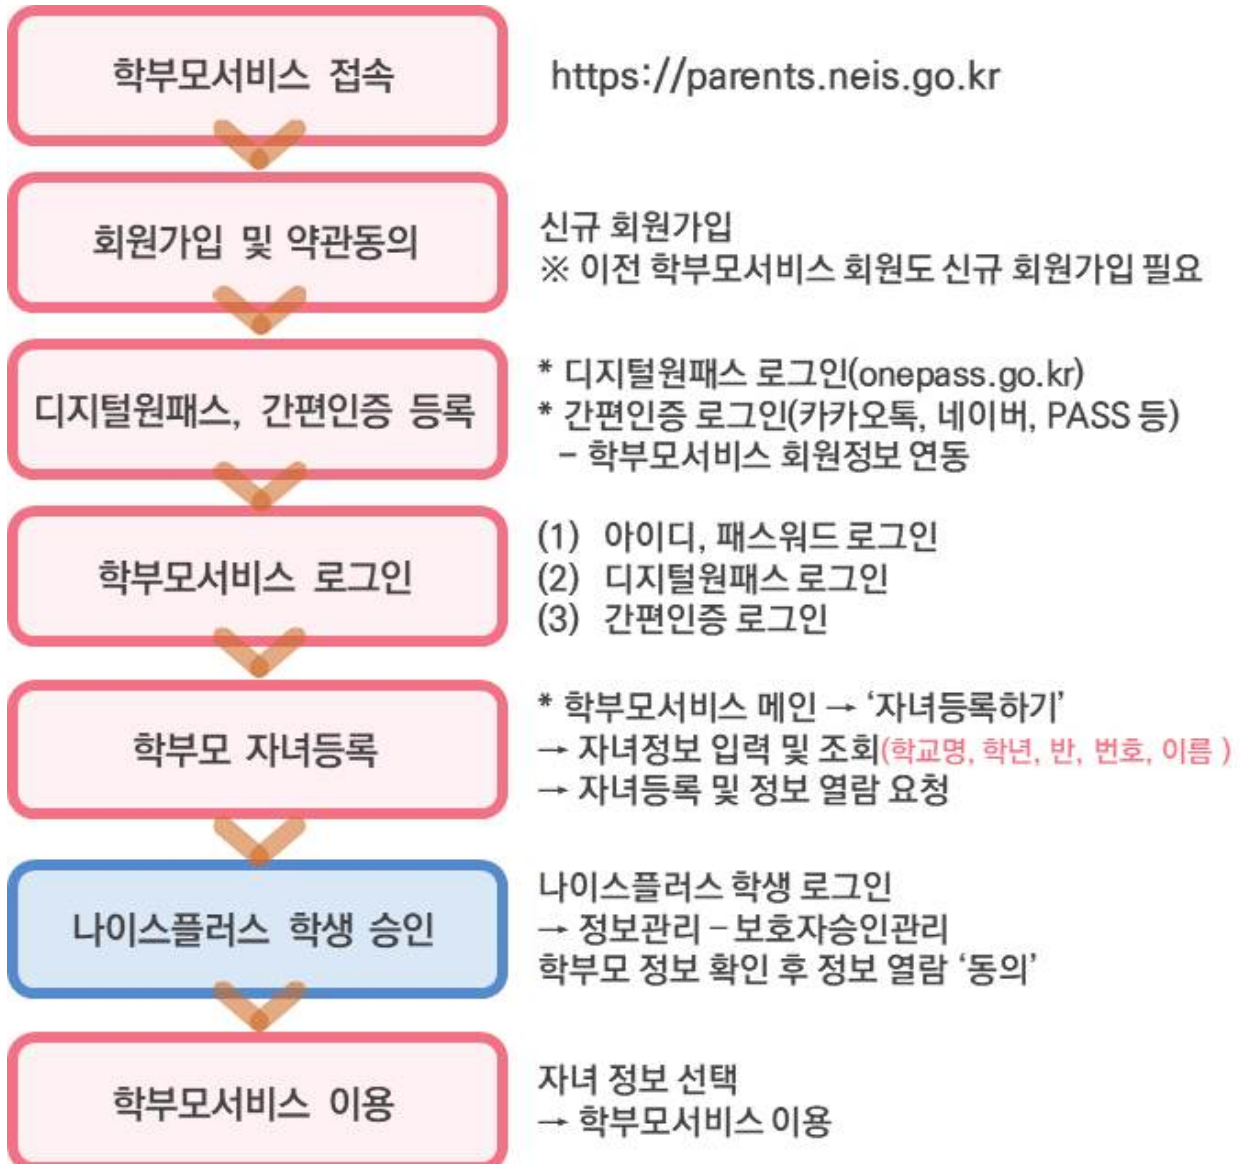 학부모서비스 접속
https://parents.neis.go.kr
회원가입 및 약관동의
신규 회원가입
※ 이전 학부모서비스 회원도 신규 회원가입 필요
디지털원패스, 간편인증 등록
* 디지털원패스 로그인(onepass.go.kr)
* 간편인증 로그인(카카오톡, 네이버, PASS 등)
- 학부모서비스 회원정보 연동
학부모서비스 로그인
(1) 아이디, 패스워드 로그인
(2) 디지털원패스 로그인
(3) 간편인증 로그인
학부모 자녀등록
* 학부모서비스 메인 → ‘자녀등록하기’
→ 자녀정보 입력 및 조회(학교명, 학년, 반, 번호, 이름 )
→ 자녀등록 및 정보 열람 요청
나이스플러스 학생 승인
나이스플러스 학생 로그인
→ 정보관리 – 보호자승인관리
학부모 정보 확인 후 정보 열람 ‘동의’
학부모서비스 이용
자녀 정보 선택
→ 학부모서비스 이용